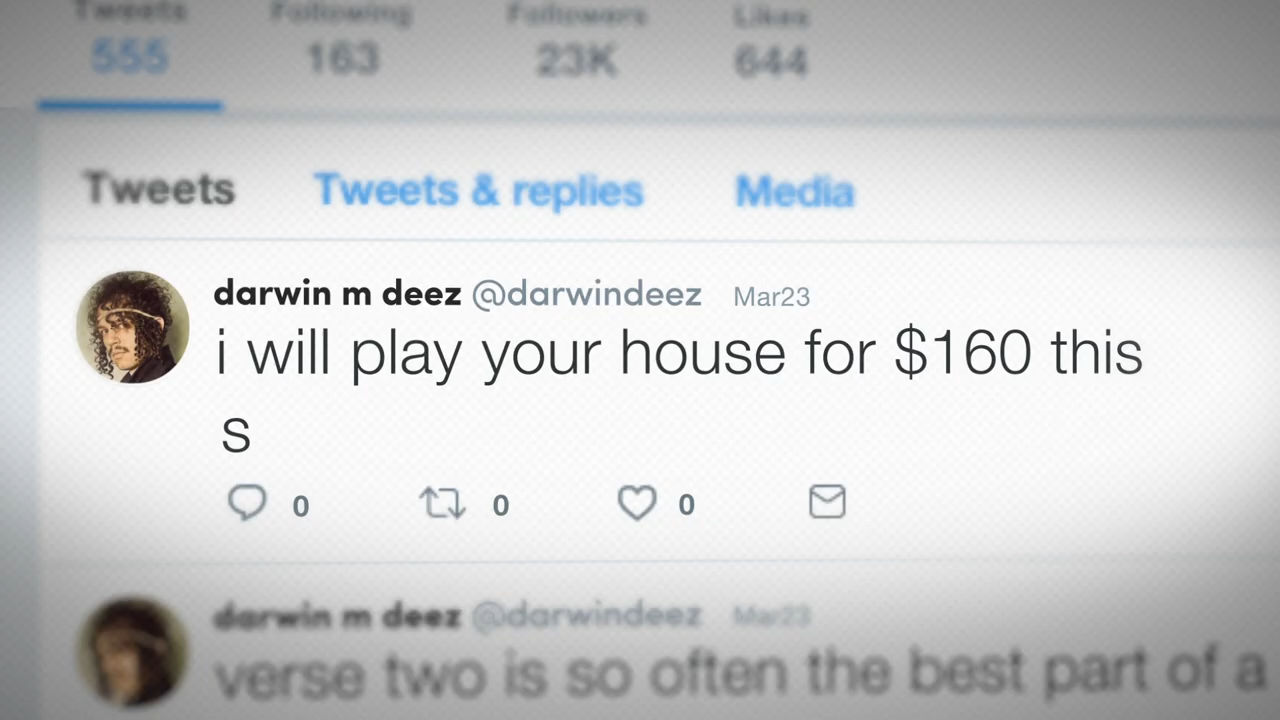 Tweets Following Followers Likes
555 163 23K 644
Tweets Tweets & replies Media
darwin m deez @darwindeez Mar23
i will play your house for $160 this
s
0 0 0
darwin m deez @darwindeez Mar23
verse two is so often the best part of a